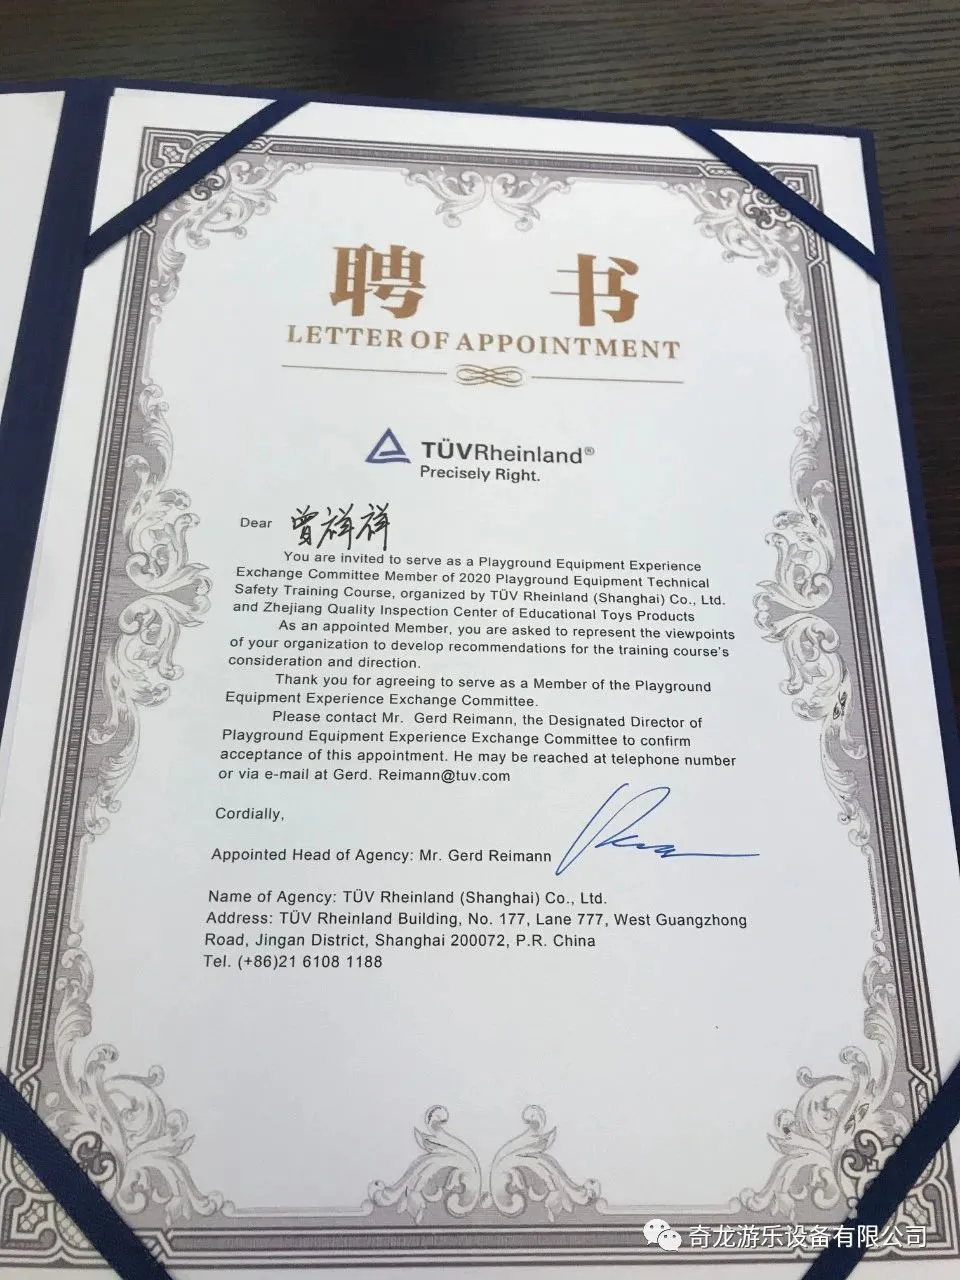 聘 书
LETTER OF APPOINTMENT
TÜVRheinland®
Precisely Right.
Dear 曾祥祥
You are invited to serve as a Playground Equipment Experience
Exchange Committee Member of 2020 Playground Equipment Technical
Safety Training Course, organized by TÜV Rheinland (Shanghai) Co., Ltd.
and Zhejiang Quality Inspection Center of Educational Toys Products
As an appointed Member, you are asked to represent the viewpoints
of your organization to develop recommendations for the training course's
consideration and direction.
Thank you for agreeing to serve as a Member of the Playground
Equipment Experience Exchange Committee.
Please contact Mr. Gerd Reimann, the Designated Director of
Playground Equipment Experience Exchange Committee to confirm
acceptance of this appointment. He may be reached at telephone number
or via e-mail at Gerd. Reimann@tuv.com
Cordially,
Appointed Head of Agency: Mr. Gerd Reimann
Name of Agency: TÜV Rheinland (Shanghai) Co., Ltd.
Address: TÜV Rheinland Building, No. 177, Lane 777, West Guangzhong
Road, Jingan District, Shanghai 200072, P.R. China
Tel. (+86)21 6108 1188
奇龙游乐设备有限公司